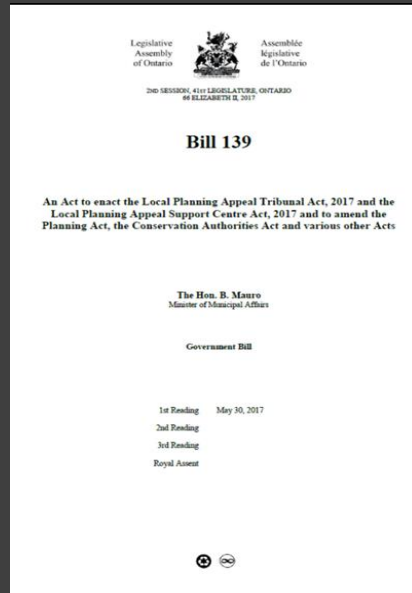 Legislative
Assembly
of Ontario
Assemblée
législative
de l'Ontario
2ND SESSION, 41ST LEGISLATURE, ONTARIO
66 ELIZABETH II, 2017
Bill 139
An Act to enact the Local Planning Appeal Tribunal Act, 2017 and the
Local Planning Appeal Support Centre Act, 2017 and to amend the
Planning Act, the Conservation Authorities Act and various other Acts
The Hon. B. Mauro
Minister of Municipal Affairs
Government Bill
1st Reading May 30, 2017
2nd Reading
3rd Reading
Royal Assent